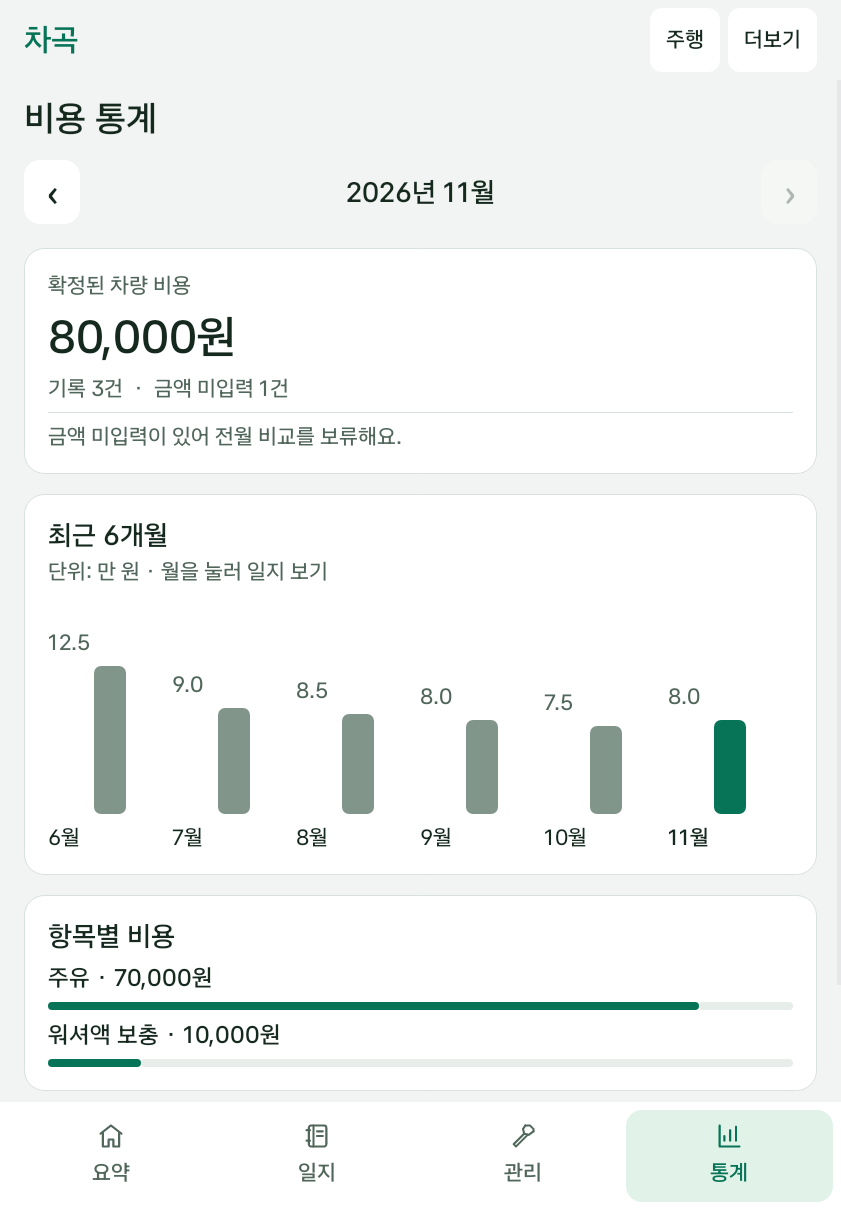 차곡
주행
더보기
비용 통계
‹
2026년 11월
›
확정된 차량 비용
80,000원
기록 3건 · 금액 미입력 1건
금액 미입력이 있어 전월 비교를 보류해요.
최근 6개월
단위: 만 원 · 월을 눌러 일지 보기
12.5
9.0
8.5
8.0
7.5
8.0
6월
7월
8월
9월
10월
11월
항목별 비용
주유 · 70,000원
워셔액 보충 · 10,000원
요약
일지
관리
통계